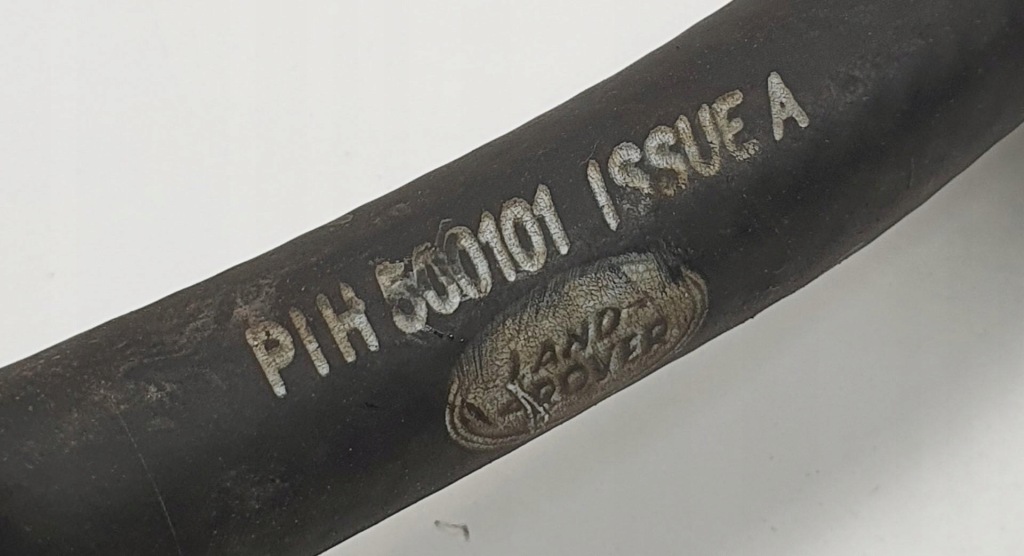 PIH 500101 ISSUE A
LAND-
-ROVER